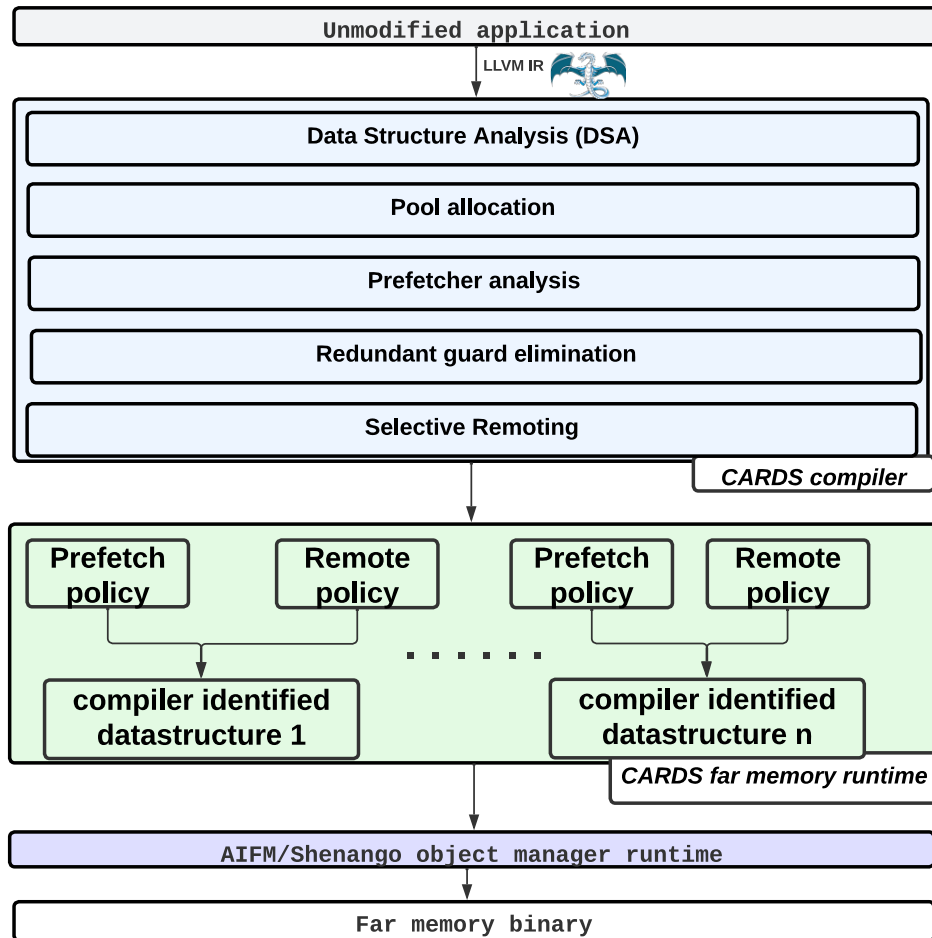 Unmodified application
LLVM IR
Data Structure Analysis (DSA)
Pool allocation
Prefetcher analysis
Redundant guard elimination
Selective Remoting
CARDS compiler
Prefetch
policy
Remote
policy
Prefetch
policy
Remote
policy
......
compiler identified
datastructure 1
compiler identified
datastructure n
CARDS far memory runtime
AIFM/Shenango object manager runtime
Far memory binary